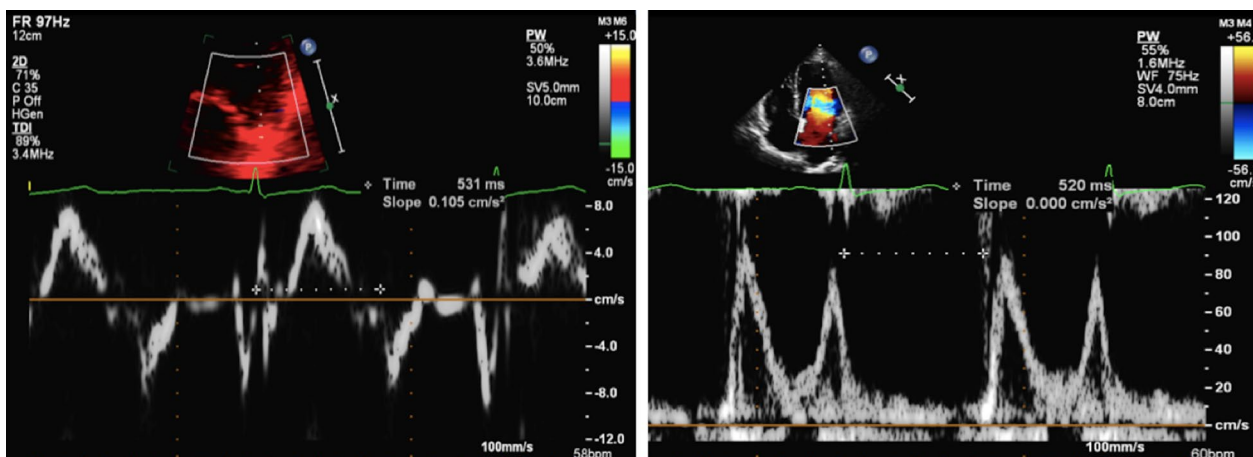 FR 97Hz
12cm
2D
71%
C 35
P Off
HGen
TDI
89%
3.4MHz
PW
50%
3.6MHz
SV5.0mm
10.0cm
M3 M6
+15.0
-15.0
cm/s
P
x
Time 531 ms
Slope 0.105 cm/s²
8.0
4.0
cm/s
-4.0
-8.0
-12.0
100mm/s
58bpm
PW
55%
1.6MHz
WF 75Hz
SV4.0mm
8.0cm
M3 M4
+56.
-56.
cm/
P
x
Time 520 ms
Slope 0.000 cm/s²
120
100
80
60
40
20
cm/s
100mm/s
60bpm